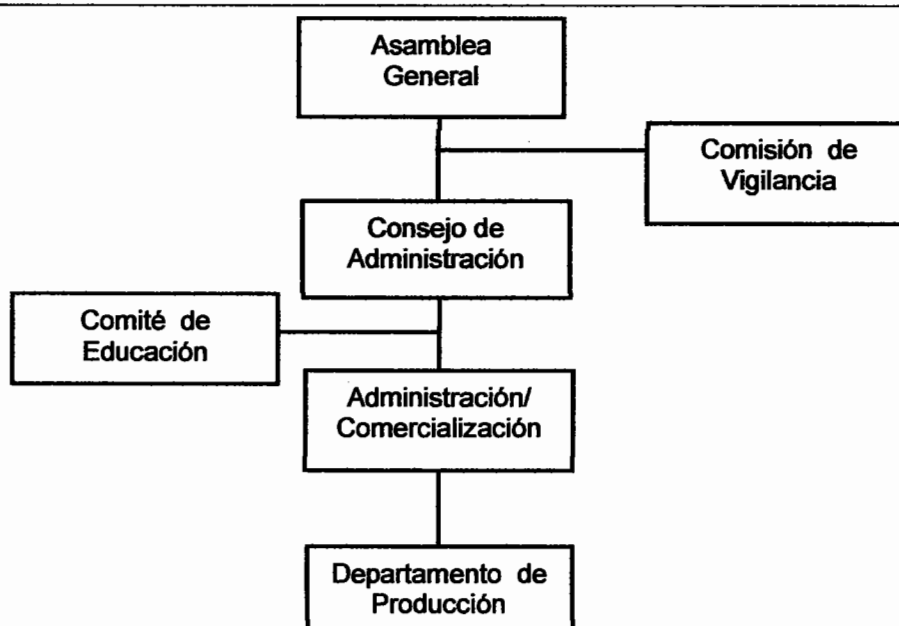 Asamblea
General
Comisión de
Vigilancia
Consejo de
Administración
Comité de
Educación
Administración/
Comercialización
Departamento de
Producción